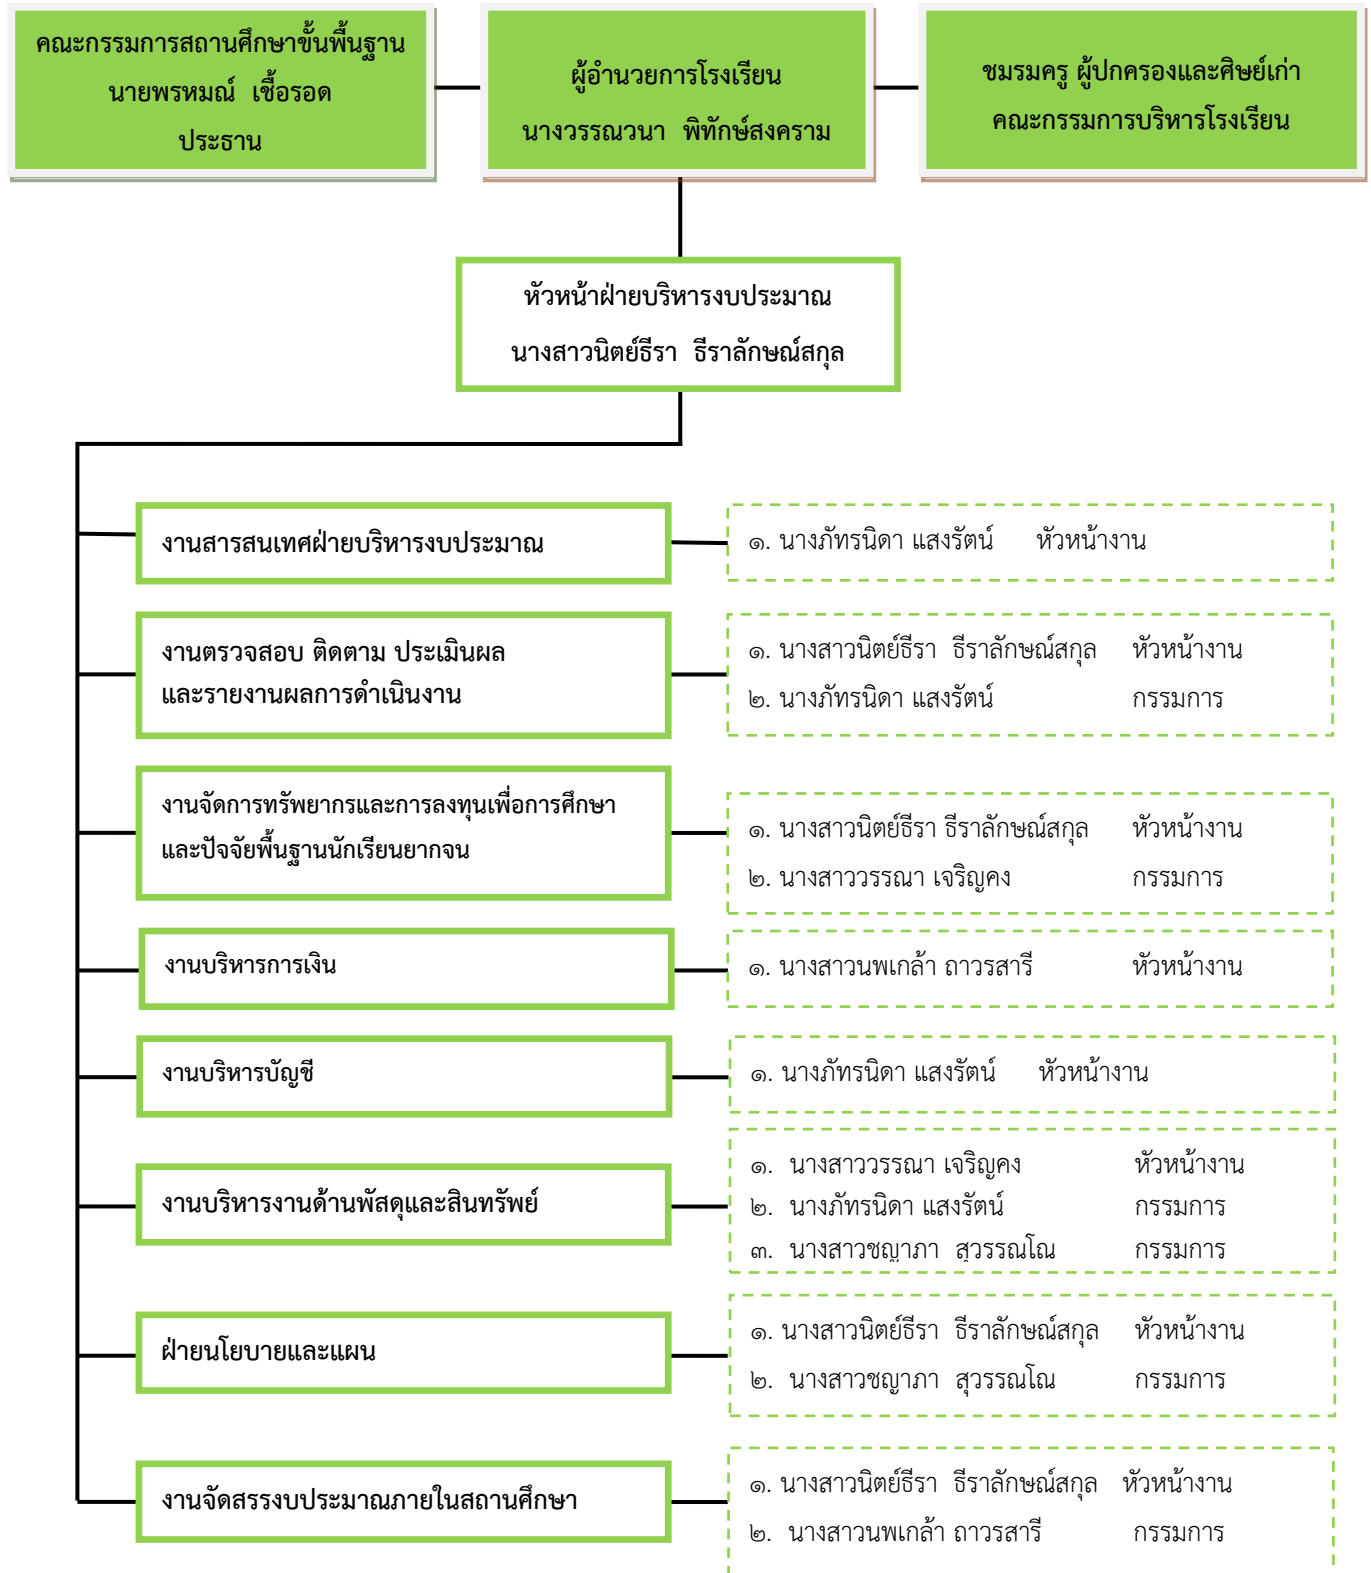 คณะกรรมการสถานศึกษาขั้นพื้นฐาน
นายพรหมณ์ เชื้อรอด
ประธาน
ผู้อำนวยการโรงเรียน
นางวรรณวนา พิทักษ์สงคราม
ชมรมครู ผู้ปกครองและศิษย์เก่า
คณะกรรมการบริหารโรงเรียน
หัวหน้าฝ่ายบริหารงบประมาณ
นางสาวนิตย์ธีรา ธีราลักษณ์สกุล
งานสารสนเทศฝ่ายบริหารงบประมาณ
๑. นางภัทรนิดา แสงรัตน์ หัวหน้างาน
งานตรวจสอบ ติดตาม ประเมินผล
และรายงานผลการดำเนินงาน
๑. นางสาวนิตย์ธีรา ธีราลักษณ์สกุล หัวหน้างาน
๒. นางภัทรนิดา แสงรัตน์ กรรมการ
งานจัดการทรัพยากรและการลงทุนเพื่อการศึกษา
และปัจจัยพื้นฐานนักเรียนยากจน
๑. นางสาวนิตย์ธีรา ธีราลักษณ์สกุล หัวหน้างาน
๒. นางสาววรรณา เจริญคง กรรมการ
งานบริหารการเงิน
๑. นางสาวนพเกล้า ถาวรสารี หัวหน้างาน
งานบริหารบัญชี
๑. นางภัทรนิดา แสงรัตน์ หัวหน้างาน
งานบริหารงานด้านพัสดุและสินทรัพย์
๑. นางสาววรรณา เจริญคง หัวหน้างาน
๒. นางภัทรนิดา แสงรัตน์ กรรมการ
๓. นางสาวชญาภา สุวรรณโณ กรรมการ
ฝ่ายนโยบายและแผน
๑. นางสาวนิตย์ธีรา ธีราลักษณ์สกุล หัวหน้างาน
๒. นางสาวชญาภา สุวรรณโณ กรรมการ
งานจัดสรรงบประมาณภายในสถานศึกษา
๑. นางสาวนิตย์ธีรา ธีราลักษณ์สกุล หัวหน้างาน
๒. นางสาวนพเกล้า ถาวรสารี กรรมการ